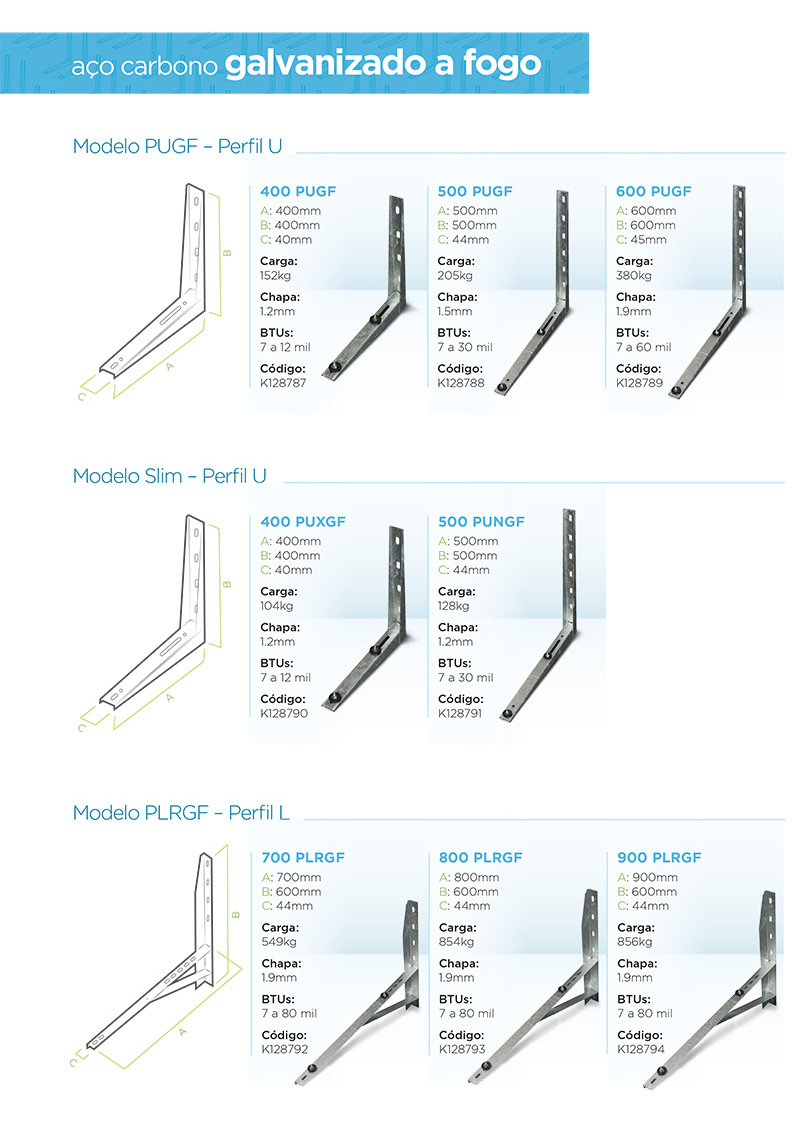 aço carbono galvanizado a fogo
Modelo PUGF – Perfil U
B
A
C
400 PUGF
A: 400mm
B: 400mm
C: 40mm
Carga:
152kg
Chapa:
1.2mm
BTUs:
7 a 12 mil
Código:
K128787
500 PUGF
A: 500mm
B: 500mm
C: 44mm
Carga:
205kg
Chapa:
1.5mm
BTUs:
7 a 30 mil
Código:
K128788
600 PUGF
A: 600mm
B: 600mm
C: 45mm
Carga:
380kg
Chapa:
1.9mm
BTUs:
7 a 60 mil
Código:
K128789
Modelo Slim – Perfil U
B
A
C
400 PUXGF
A: 400mm
B: 400mm
C: 40mm
Carga:
104kg
Chapa:
1.2mm
BTUs:
7 a 12 mil
Código:
K128790
500 PUNGF
A: 500mm
B: 500mm
C: 44mm
Carga:
128kg
Chapa:
1.2mm
BTUs:
7 a 30 mil
Código:
K128791
Modelo PLRGF – Perfil L
B
A
C
700 PLRGF
A: 700mm
B: 600mm
C: 44mm
Carga:
549kg
Chapa:
1.9mm
BTUs:
7 a 80 mil
Código:
K128792
800 PLRGF
A: 800mm
B: 600mm
C: 44mm
Carga:
854kg
Chapa:
1.9mm
BTUs:
7 a 80 mil
Código:
K128793
900 PLRGF
A: 900mm
B: 600mm
C: 44mm
Carga:
856kg
Chapa:
1.9mm
BTUs:
7 a 80 mil
Código:
K128794